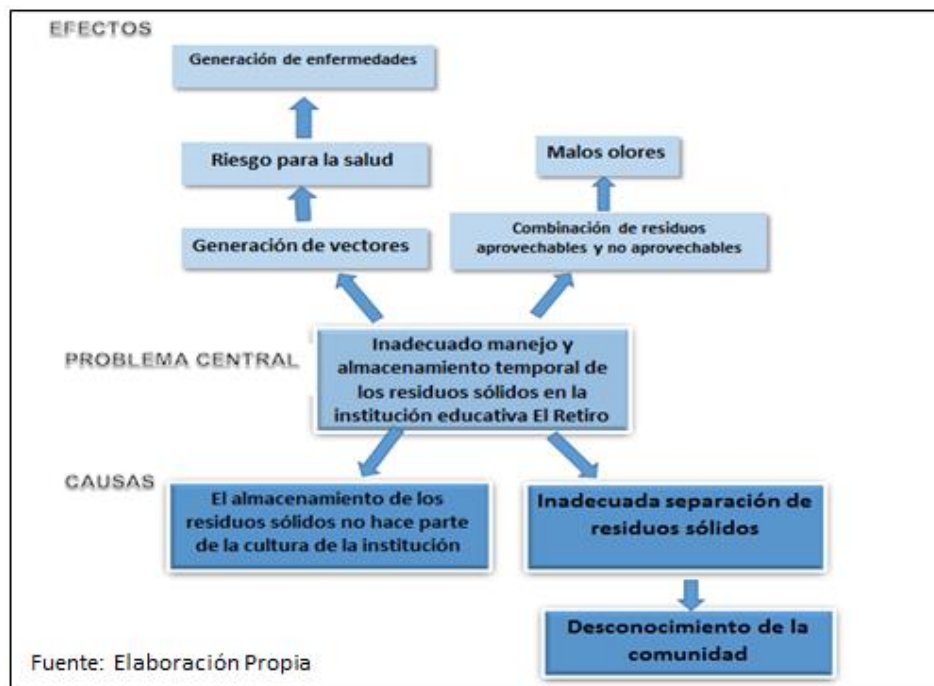 EFECTOS
Generación de enfermedades
Riesgo para la salud
Malos olores
Generación de vectores
Combinación de residuos
aprovechables y no aprovechables
PROBLEMA CENTRAL
Inadecuado manejo y
almacenamiento temporal de
los residuos sólidos en la
institución educativa El Retiro
CAUSAS
El almacenamiento de los
residuos sólidos no hace parte
de la cultura de la institución
Inadecuada separación de
residuos sólidos
Desconocimiento de la
comunidad
Fuente: Elaboración Propia